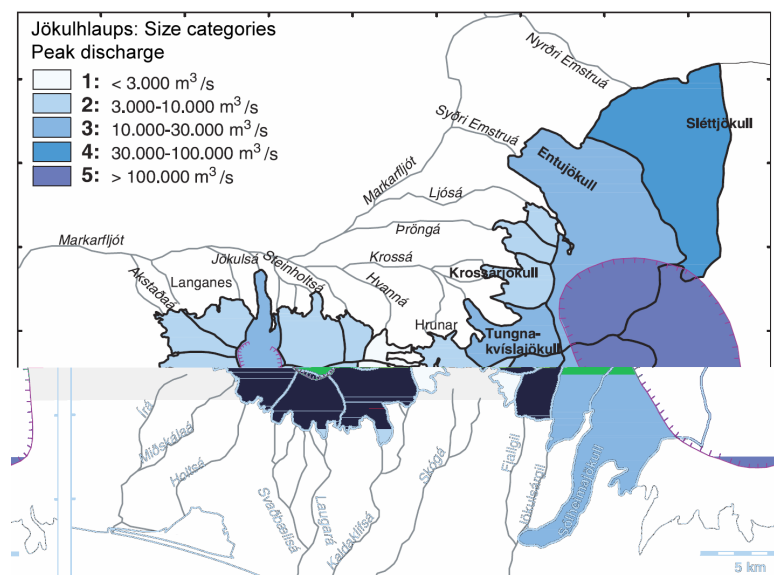 Jökulhlaups: Size categories
Peak discharge
1: < 3.000 m³/s
2: 3.000-10.000 m³/s
3: 10.000-30.000 m³/s
4: 30.000-100.000 m³/s
5: > 100.000 m³/s
Nyrðri Emstruá
Sléttjökull
Syðri Emstruá
Entujökull
Markarfljót
Ljósá
Þröngá
Markarfljót
Jökulsá
Steinholtsá
Krossá
Krossárjökull
Akstaðaá
Langanes
Hvanná
Hrunar
Tungna-
kvíslajökull
Írá
Miðskálaá
Holtsá
Svaðbælisá
Laugará
Kaldaklifsá
Skógá
Fjallgil
Jökulsárgil
Sólheimajökull
5 km